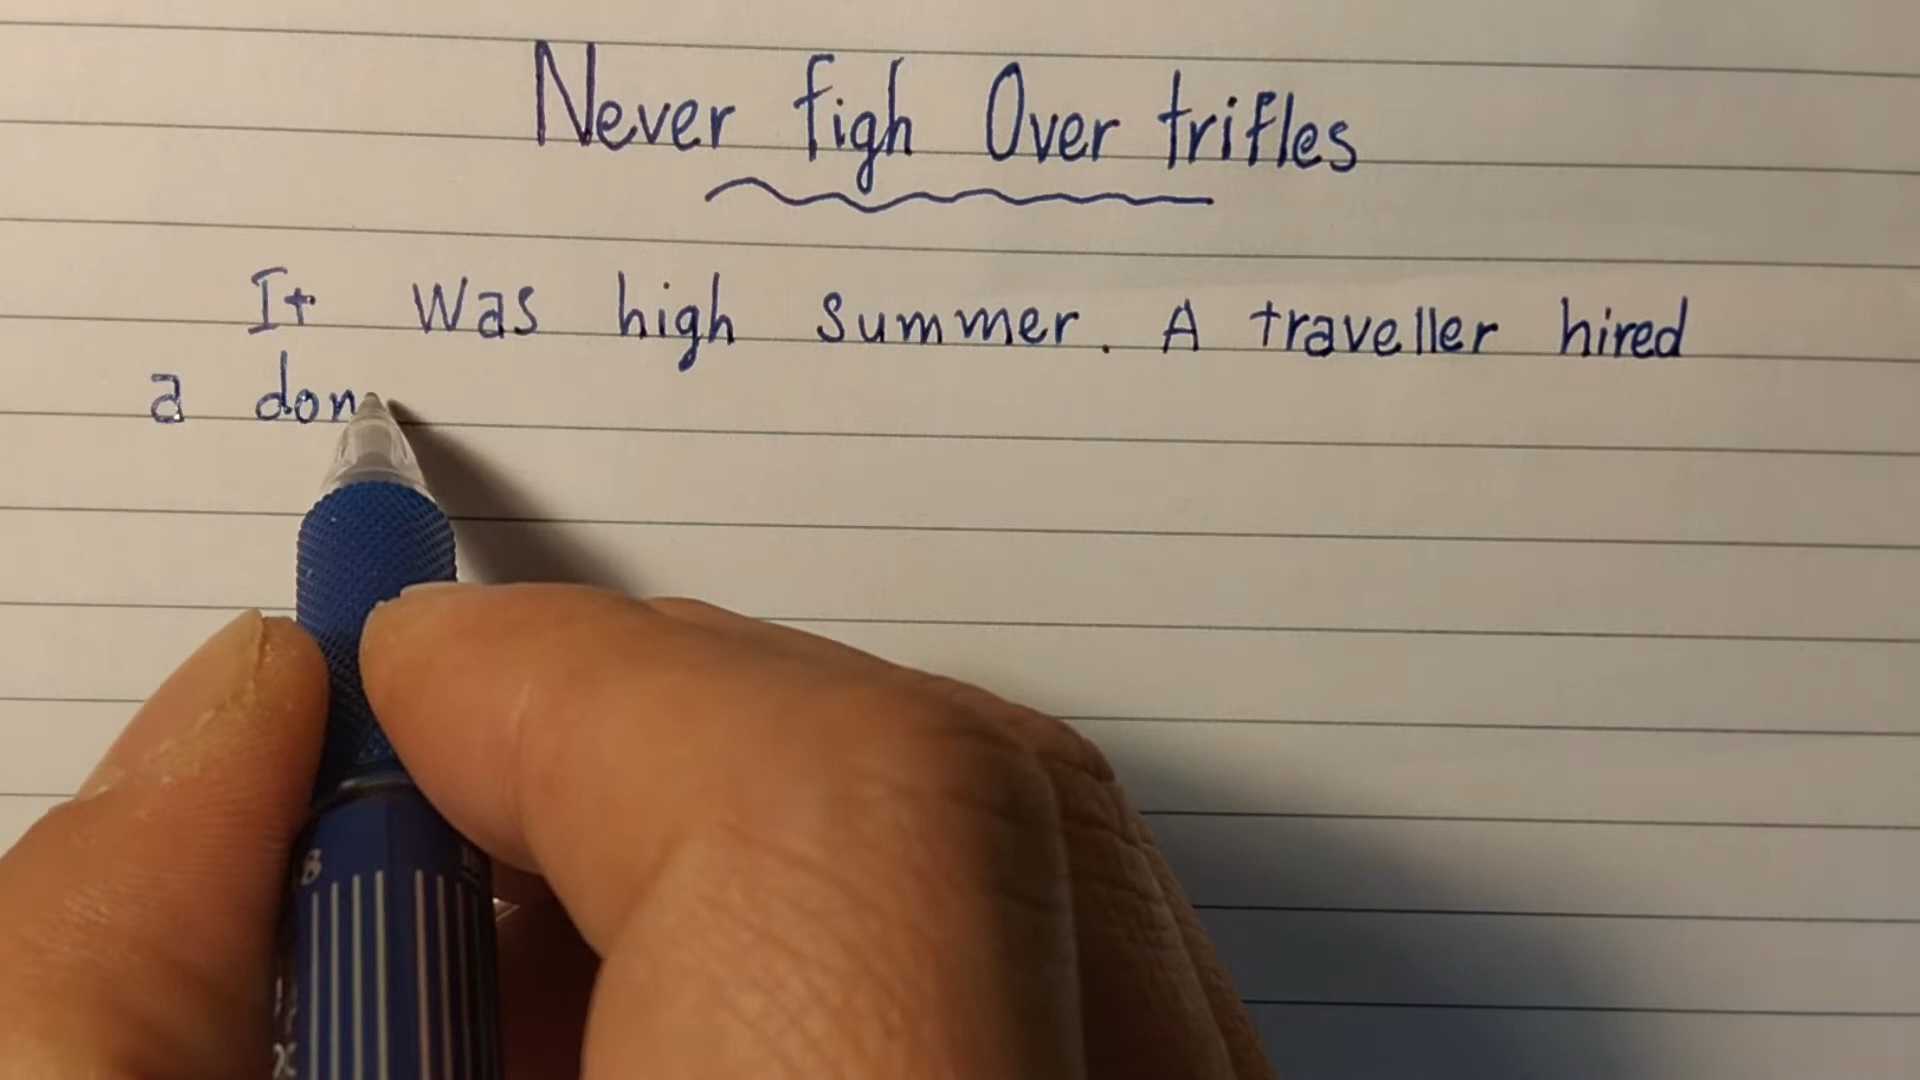 Never figh Over trifles
It was high summer. A traveller hired
a don
B